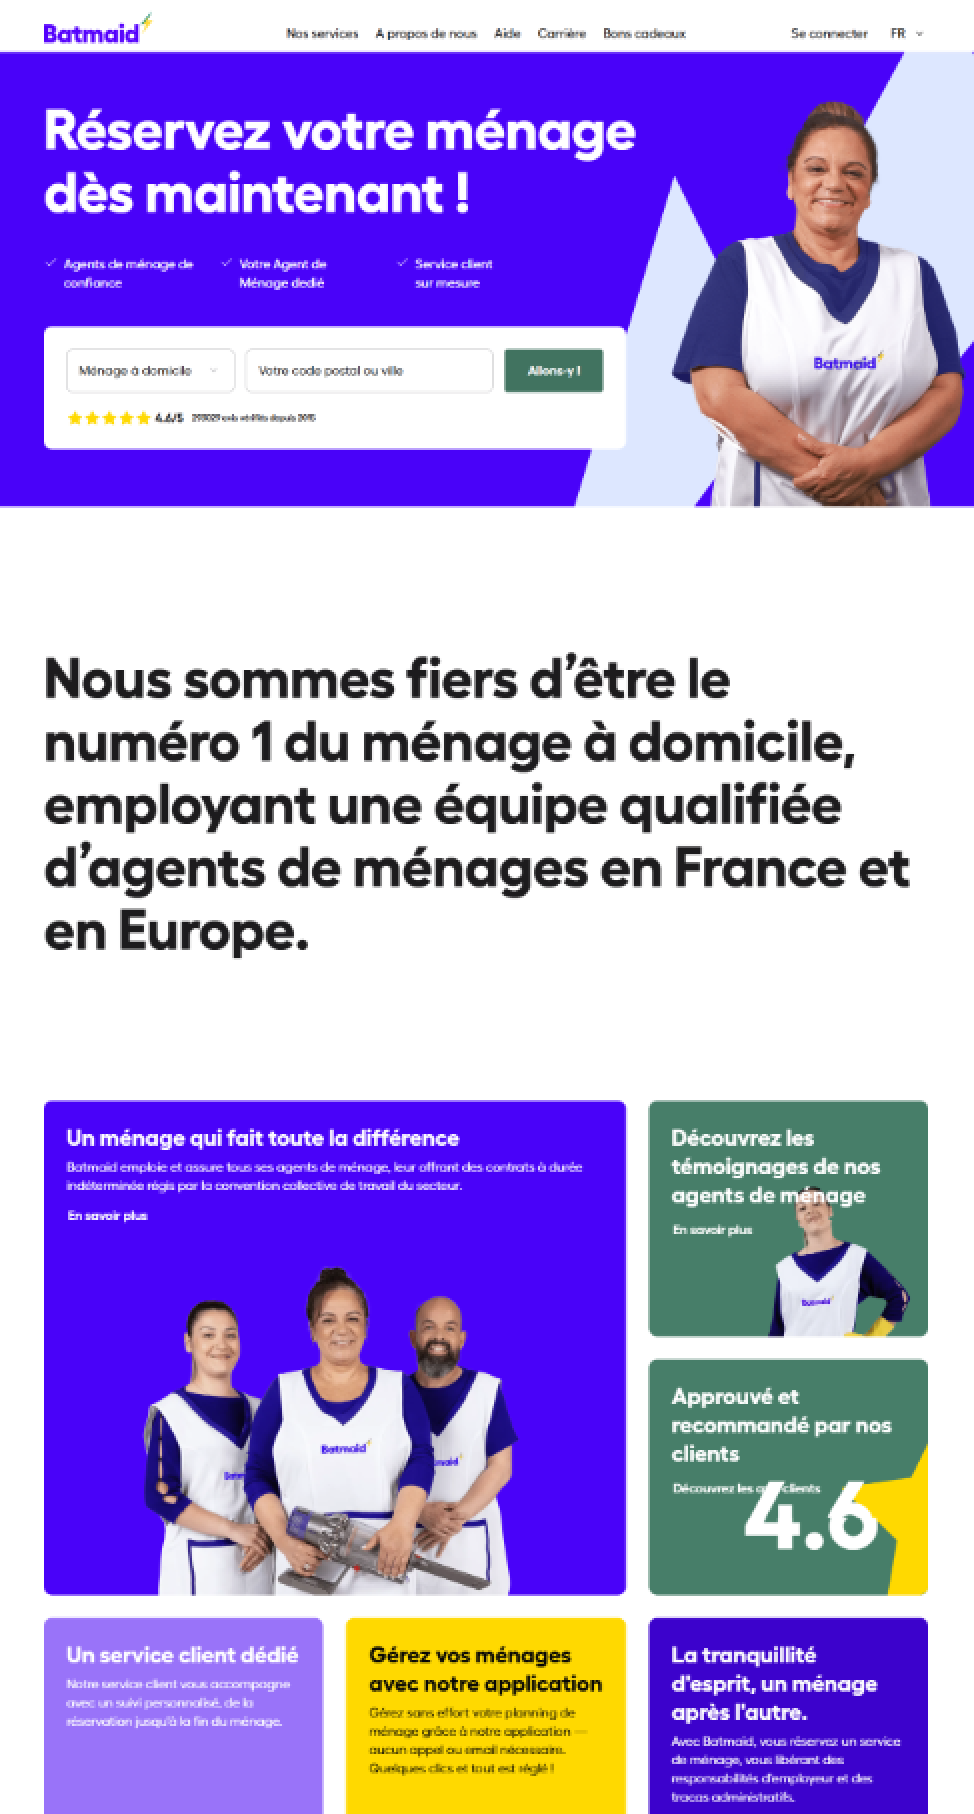 Batmaid
Nos services
A propos de nous
Aide
Carrière
Bons cadeaux
Se connecter
FR
Réservez votre ménage
dès maintenant !
Agents de ménage de
confiance
Votre Agent de
Ménage dedié
Service client
sur mesure
Ménage à domicile
Votre code postal ou ville
Allons-y !
4.6/5
avis vérifiés depuis 2015
Batmaid
Nous sommes fiers d’être le
numéro 1 du ménage à domicile,
employant une équipe qualifiée
d’agents de ménages en France et
en Europe.
Un ménage qui fait toute la différence
Batmaid emploie et assure tous ses agents de ménage, leur offrant des contrats à durée
indéterminée régis par la convention collective de travail du secteur.
En savoir plus
Batmaid
Découvrez les
témoignages de nos
agents de ménage
En savoir plus
Batmaid
Approuvé et
recommandé par nos
clients
Découvrez les clients
4.6
Un service client dédié
Notre service client vous accompagne
avec un suivi personnalisé, de la
réservation jusqu'à la fin du ménage.
Gérez vos ménages
avec notre application
Gérez sans effort votre planning de
ménage grâce à notre application —
aucun appel ou email nécessaire.
Quelques clics et tout est réglé !
La tranquillité
d'esprit, un ménage
après l'autre.
Avec Batmaid, vous réservez un service
de ménage, vous libérant des
responsabilités d'employeur et des
tracas administratifs.